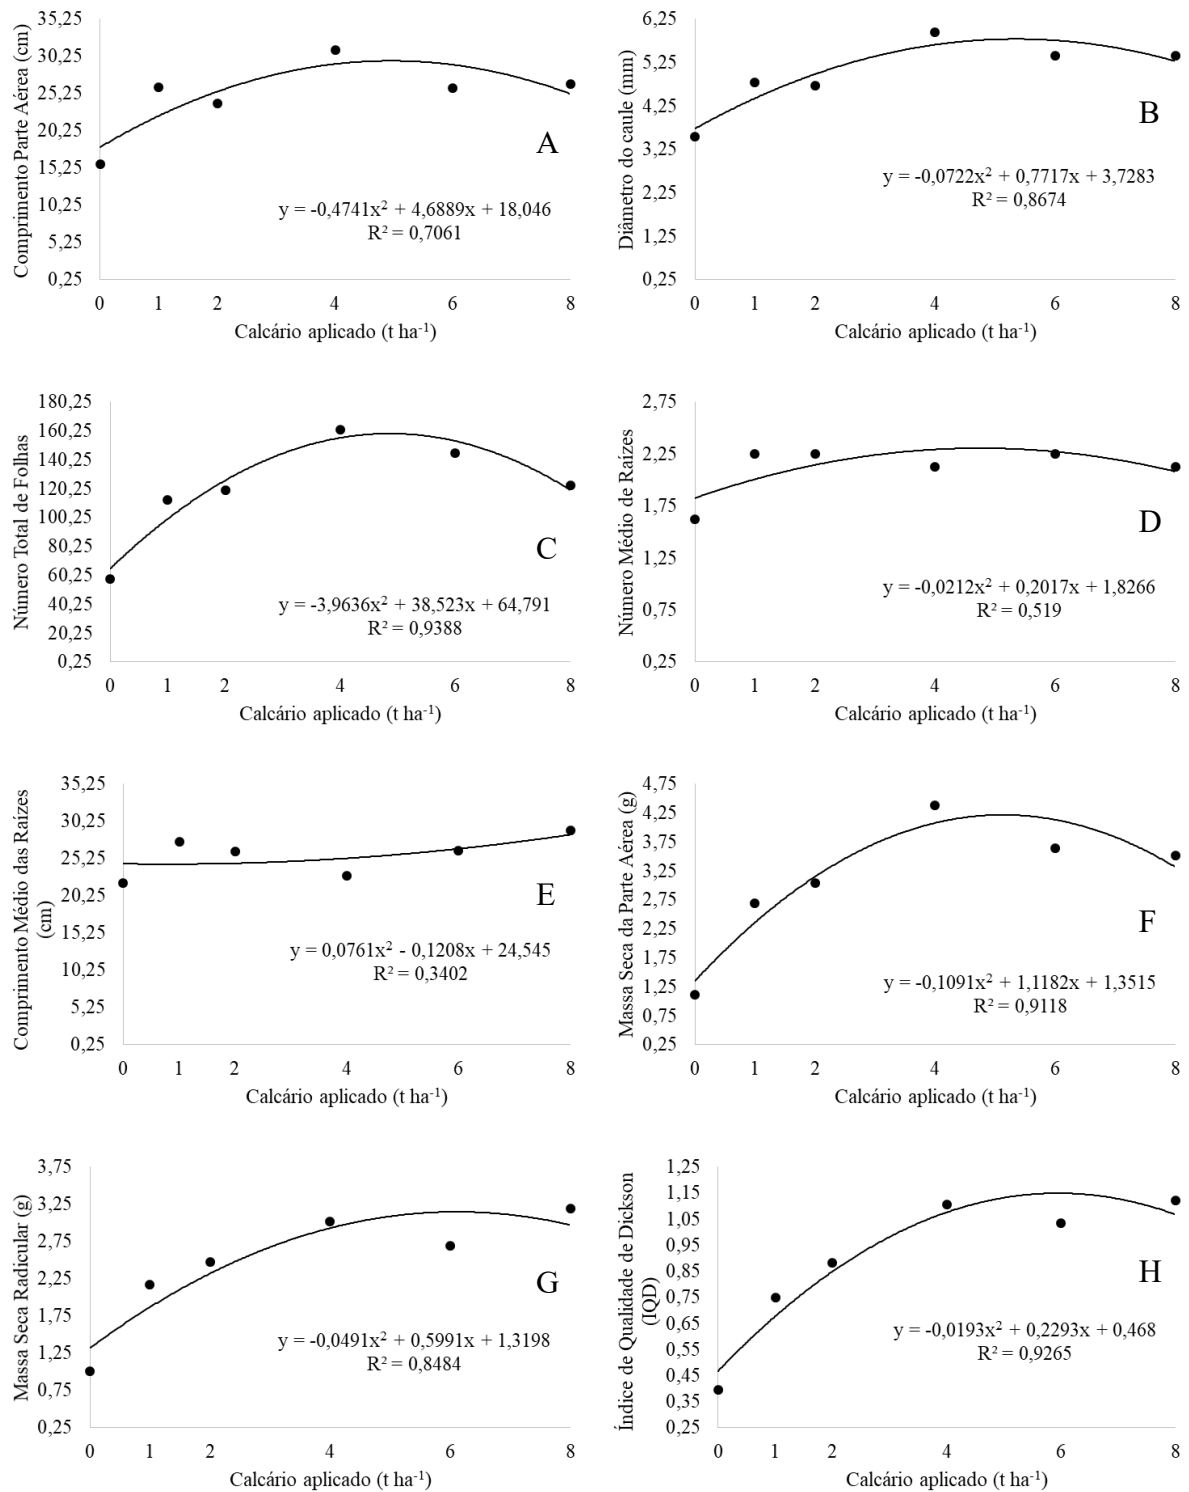 Comprimento Parte Aérea (cm)
35,25
30,25
25,25
20,25
15,25
10,25
5,25
0,25
A
y = -0,4741x² + 4,6889x + 18,046
R² = 0,7061
0 1 2 4 6 8
Calcário aplicado (t ha⁻¹)
Diâmetro do caule (mm)
6,25
5,25
4,25
3,25
2,25
1,25
0,25
B
y = -0,0722x² + 0,7717x + 3,7283
R² = 0,8674
0 1 2 4 6 8
Calcário aplicado (t ha⁻¹)
Número Total de Folhas
180,25
160,25
140,25
120,25
100,25
80,25
60,25
40,25
20,25
0,25
C
y = -3,9636x² + 38,523x + 64,791
R² = 0,9388
0 1 2 4 6 8
Calcário aplicado (t ha⁻¹)
Número Médio de Raízes
2,75
2,25
1,75
1,25
0,75
0,25
D
y = -0,0212x² + 0,2017x + 1,8266
R² = 0,519
0 1 2 4 6 8
Calcário aplicado (t ha⁻¹)
Comprimento Médio das Raízes
(cm)
35,25
30,25
25,25
20,25
15,25
10,25
5,25
0,25
E
y = 0,0761x² - 0,1208x + 24,545
R² = 0,3402
0 1 2 4 6 8
Calcário aplicado (t ha⁻¹)
Massa Seca da Parte Aérea (g)
4,75
4,25
3,75
3,25
2,75
2,25
1,75
1,25
0,75
0,25
F
y = -0,1091x² + 1,1182x + 1,3515
R² = 0,9118
0 1 2 4 6 8
Calcário aplicado (t ha⁻¹)
Massa Seca Radicular (g)
3,75
3,25
2,75
2,25
1,75
1,25
0,75
0,25
G
y = -0,0491x² + 0,5991x + 1,3198
R² = 0,8484
0 1 2 4 6 8
Calcário aplicado (t ha⁻¹)
Índice de Qualidade de Dickson
(IQD)
1,25
1,15
1,05
0,95
0,85
0,75
0,65
0,55
0,45
0,35
0,25
H
y = -0,0193x² + 0,2293x + 0,468
R² = 0,9265
0 1 2 4 6 8
Calcário aplicado (t ha⁻¹)